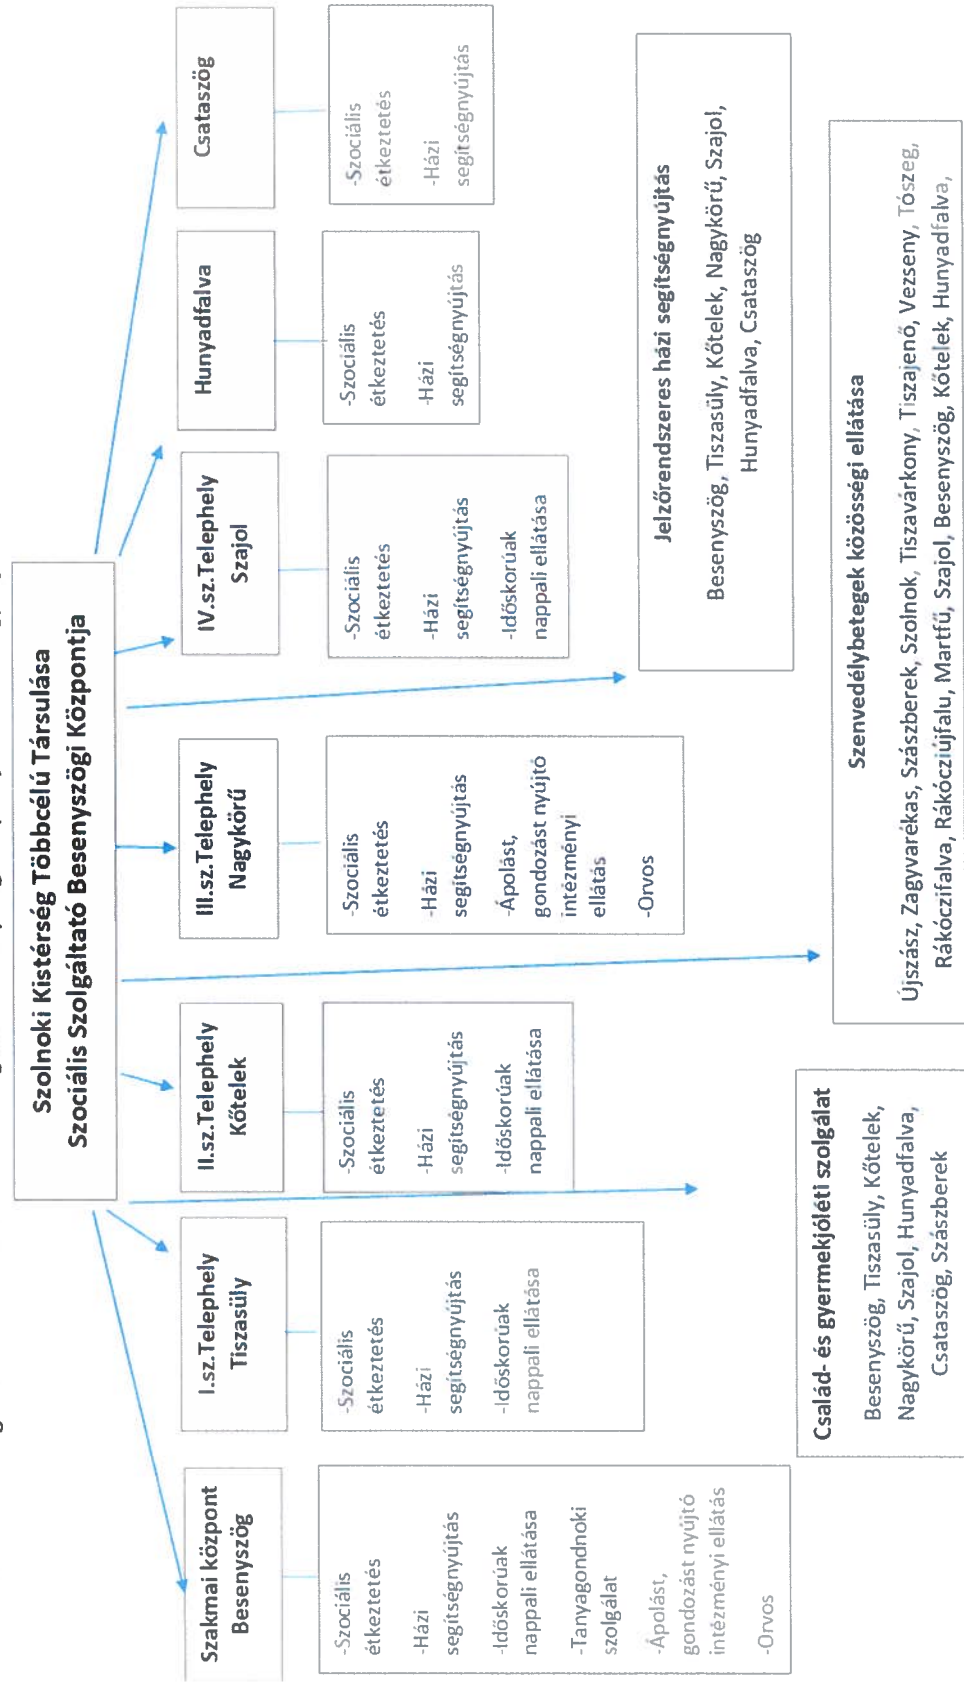 Szolnoki Kistérség Többcélú Társulása
Szociális Szolgáltató Besenyszögi Központja
Szakmai központ
Besenyszög
-Szociális
étkeztetés
-Házi
segítségnyújtás
-Időskorúak
nappali ellátása
-Tanyagondnoki
szolgálat
-Ápolást,
gondozást nyújtó
intézményi ellátás
-Orvos
I.sz.Telephely
Tiszasüly
-Szociális
étkeztetés
-Házi
segítségnyújtás
-Időskorúak
nappali ellátása
II.sz.Telephely
Kőtelek
-Szociális
étkeztetés
-Házi
segítségnyújtás
-Időskorúak
nappali ellátása
III.sz.Telephely
Nagykörű
-Szociális
étkeztetés
-Házi
segítségnyújtás
-Ápolást,
gondozást nyújtó
intézményi
ellátás
-Orvos
IV.sz.Telephely
Szajol
-Szociális
étkeztetés
-Házi
segítségnyújtás
-Időskorúak
nappali ellátása
Hunyadfalva
-Szociális
étkeztetés
-Házi
segítségnyújtás
Csataszög
-Szociális
étkeztetés
-Házi
segítségnyújtás
Család- és gyermekjóléti szolgálat
Besenyszög, Tiszasüly, Kőtelek,
Nagykörű, Szajol, Hunyadfalva,
Csataszög, Szászberek
Jelzőrendszeres házi segítségnyújtás
Besenyszög, Tiszasüly, Kőtelek, Nagykörű, Szajol,
Hunyadfalva, Csataszög
Szenvedélybetegek közösségi ellátása
Újszász, Zagyvarékas, Szászberek, Szolnok, Tiszavárkony, Tiszajenő, Vezseny, Tószeg,
Rákóczifalva, Rákócziújfalu, Martfű, Szajol, Besenyszög, Kőtelek, Hunyadfalva,